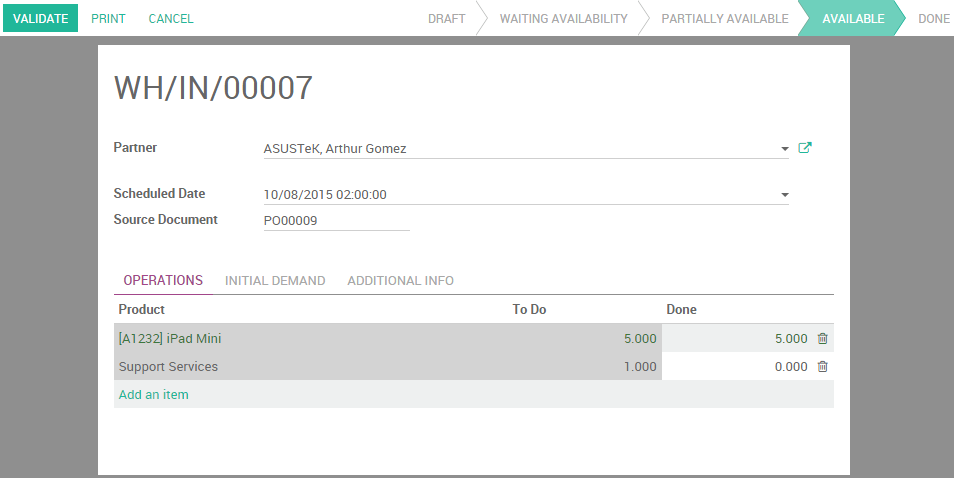 VALIDATE PRINT CANCEL DRAFT WAITING AVAILABILITY PARTIALLY AVAILABLE AVAILABLE DONE
WH/IN/00007
Partner ASUSTeK, Arthur Gomez
Scheduled Date 10/08/2015 02:00:00
Source Document PO00009
OPERATIONS INITIAL DEMAND ADDITIONAL INFO
Product To Do Done
[A1232] iPad Mini 5.000 5.000
Support Services 1.000 0.000
Add an item